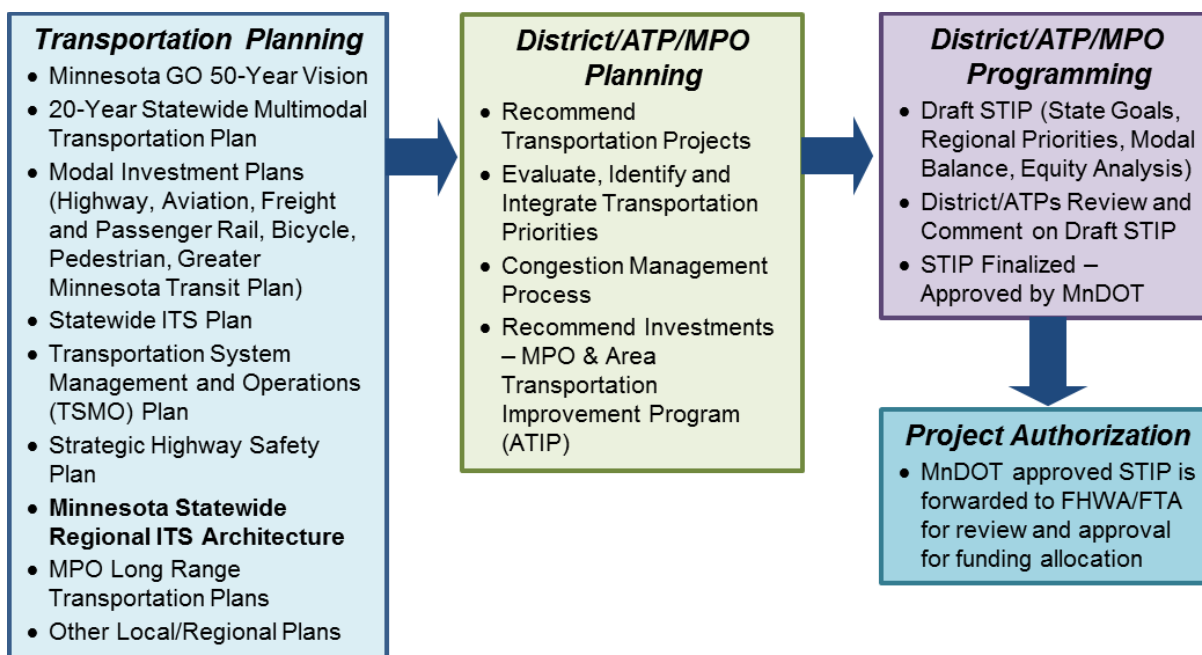 Transportation Planning
• Minnesota GO 50-Year Vision
• 20-Year Statewide Multimodal
Transportation Plan
• Modal Investment Plans
(Highway, Aviation, Freight
and Passenger Rail, Bicycle,
Pedestrian, Greater
Minnesota Transit Plan)
• Statewide ITS Plan
• Transportation System
Management and Operations
(TSMO) Plan
• Strategic Highway Safety
Plan
• Minnesota Statewide
Regional ITS Architecture
• MPO Long Range
Transportation Plans
• Other Local/Regional Plans
District/ATP/MPO
Planning
• Recommend
Transportation Projects
• Evaluate, Identify and
Integrate Transportation
Priorities
• Congestion Management
Process
• Recommend Investments
– MPO & Area
Transportation
Improvement Program
(ATIP)
District/ATP/MPO
Programming
• Draft STIP (State Goals,
Regional Priorities, Modal
Balance, Equity Analysis)
• District/ATPs Review and
Comment on Draft STIP
• STIP Finalized –
Approved by MnDOT
Project Authorization
• MnDOT approved STIP is
forwarded to FHWA/FTA
for review and approval
for funding allocation